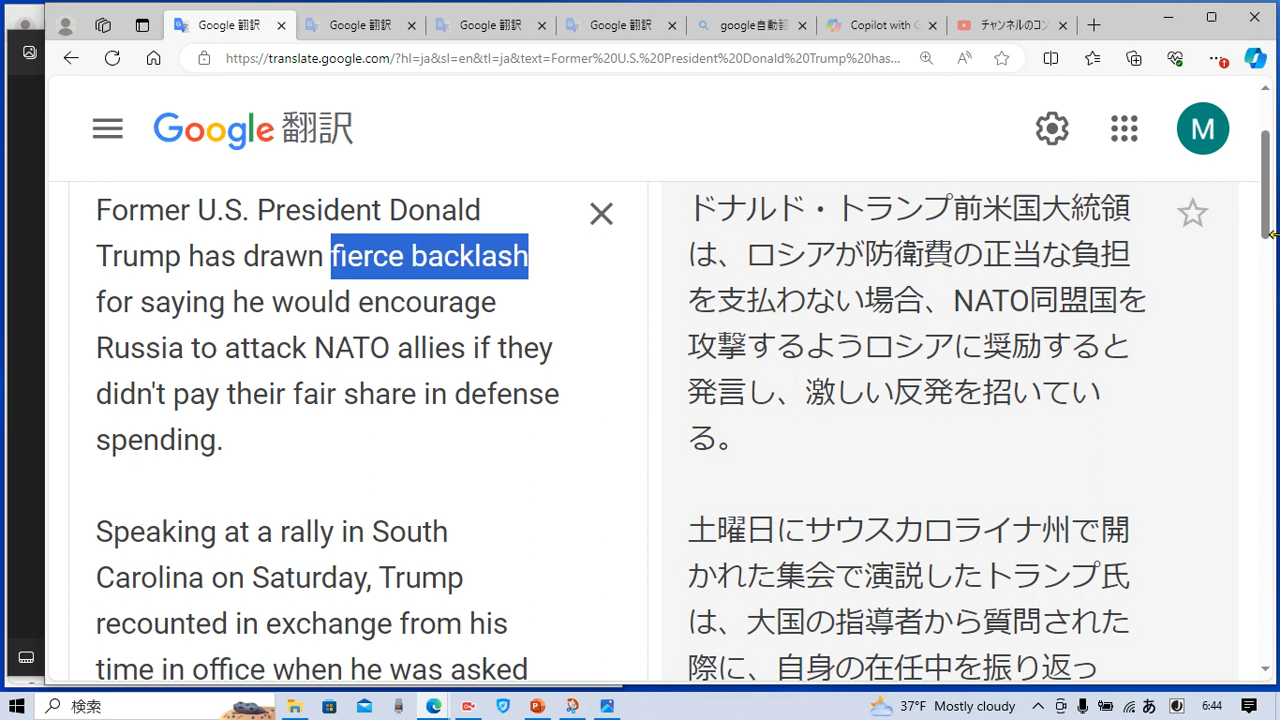 Google 翻訳
Google 翻訳
Google 翻訳
Google 翻訳
google自動翻
Copilot with G
チャンネルのコン
https://translate.google.com/?hl=ja&sl=en&tl=ja&text=Former%20U.S.%20President%20Donald%20Trump%20has...
Google 翻訳
M
Former U.S. President Donald
Trump has drawn fierce backlash
for saying he would encourage
Russia to attack NATO allies if they
didn't pay their fair share in defense
spending.
Speaking at a rally in South
Carolina on Saturday, Trump
recounted in exchange from his
time in office when he was asked
ドナルド・トランプ前米国大統領
は、ロシアが防衛費の正当な負担
を支払わない場合、NATO同盟国を
攻撃するようロシアに奨励すると
発言し、激しい反発を招いてい
る。
土曜日にサウスカロライナ州で開
かれた集会で演説したトランプ氏
は、大国の指導者から質問された
際に、自身の在任中を振り返っ
検索
37°F Mostly cloudy
あ
6:44